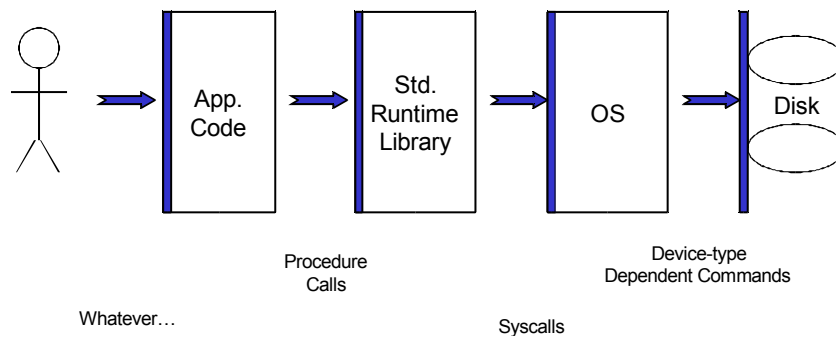 App.
Code
Std.
Runtime
Library
OS
Disk
Procedure
Calls
Device-type
Dependent Commands
Whatever…
Syscalls